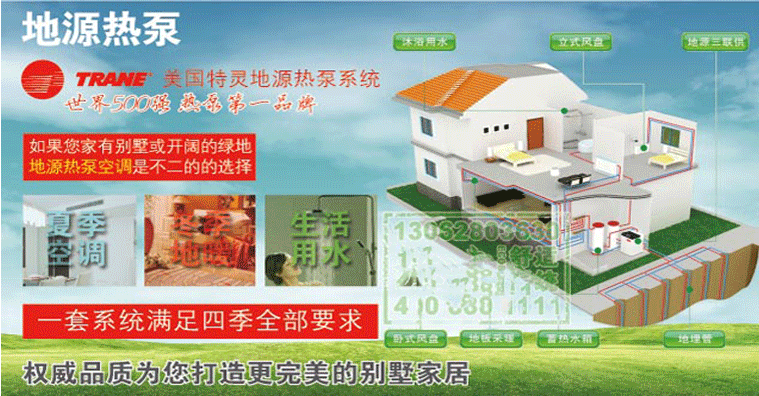 地源热泵
沐浴用水
立式风盘
地源三联供
TRANE 美国特灵地源热泵系统
世界500强 热泵第一品牌
如果您家有别墅或开阔的绿地
地源热泵空调是不二的的选择
夏季
空调
冬季
地暖
生活
用水
一套系统满足四季全部要求
卧式风盘
地板采暖
蓄热水箱
地埋管
权威品质为您打造更完美的别墅家居